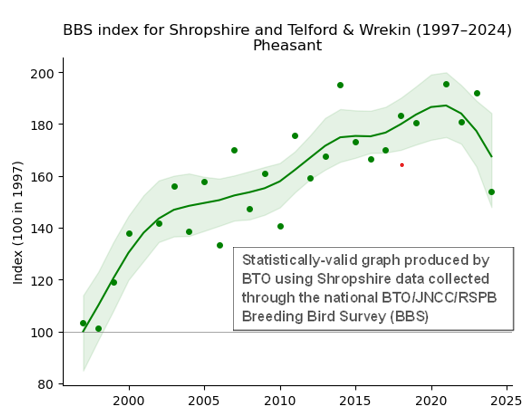 BBS index for Shropshire and Telford & Wrekin (1997–2024)
Pheasant
Index (100 in 1997)
200
180
160
140
120
100
80
Statistically-valid graph produced by
BTO using Shropshire data collected
through the national BTO/JNCC/RSPB
Breeding Bird Survey (BBS)
2000
2005
2010
2015
2020
2025